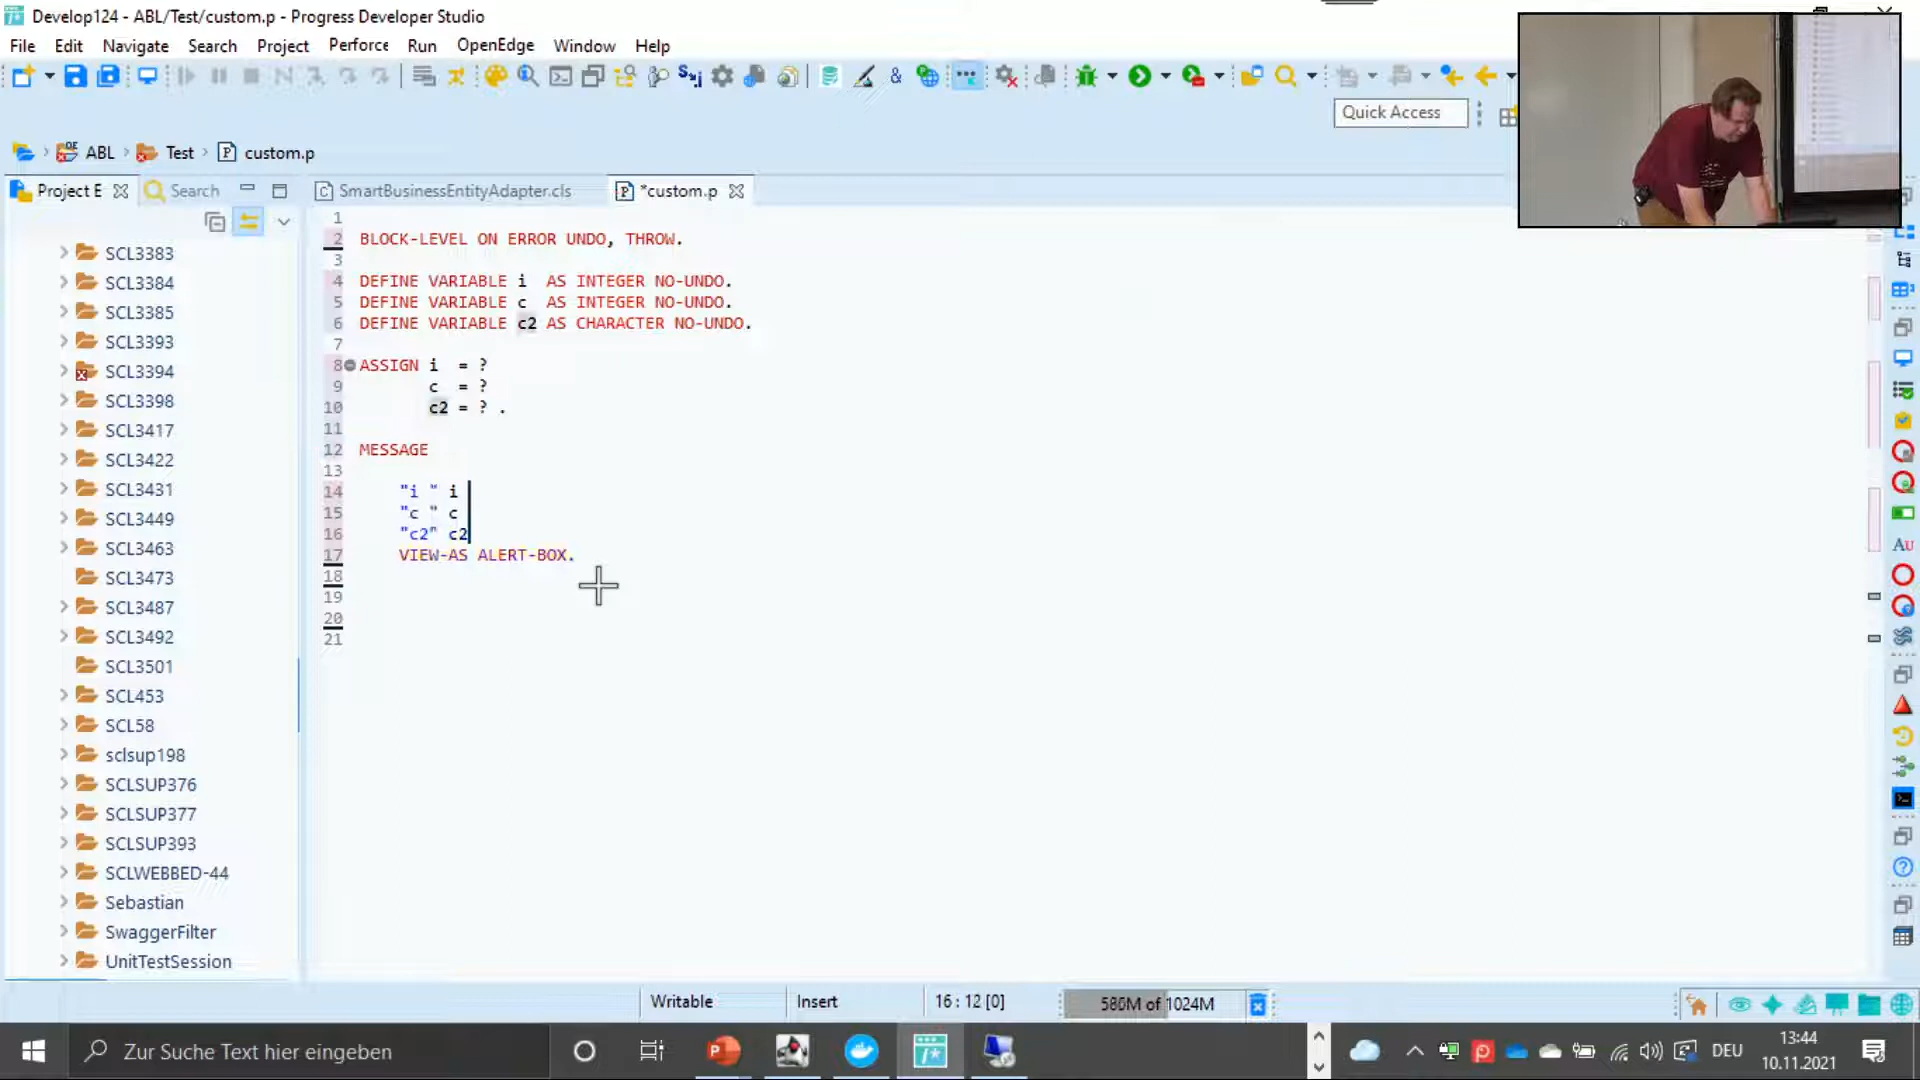 Develop124 - ABL/Test/custom.p - Progress Developer Studio
File Edit Navigate Search Project Perforce Run OpenEdge Window Help
Quick Access
ABL Test custom.p
Project E Search SmartBusinessEntityAdapter.cls *custom.p
SCL3383
SCL3384
SCL3385
SCL3393
SCL3394
SCL3398
SCL3417
SCL3422
SCL3431
SCL3449
SCL3463
SCL3473
SCL3487
SCL3492
SCL3501
SCL453
SCL58
sclsup198
SCLSUP376
SCLSUP377
SCLSUP393
SCLWEBBED-44
Sebastian
SwaggerFilter
UnitTestSession
1
2 BLOCK-LEVEL ON ERROR UNDO, THROW.
3
4 DEFINE VARIABLE i  AS INTEGER NO-UNDO.
5 DEFINE VARIABLE c  AS INTEGER NO-UNDO.
6 DEFINE VARIABLE c2 AS CHARACTER NO-UNDO.
7
8 ASSIGN i  = ?
9 c  = ?
10 c2 = ? .
11
12 MESSAGE
13
14 "i " i
15 "c " c
16 "c2" c2
17 VIEW-AS ALERT-BOX.
18
19
20
21
Writable Insert 16 : 12 [0] 586M of 1024M
Zur Suche Text hier eingeben
DEU
13:44
10.11.2021